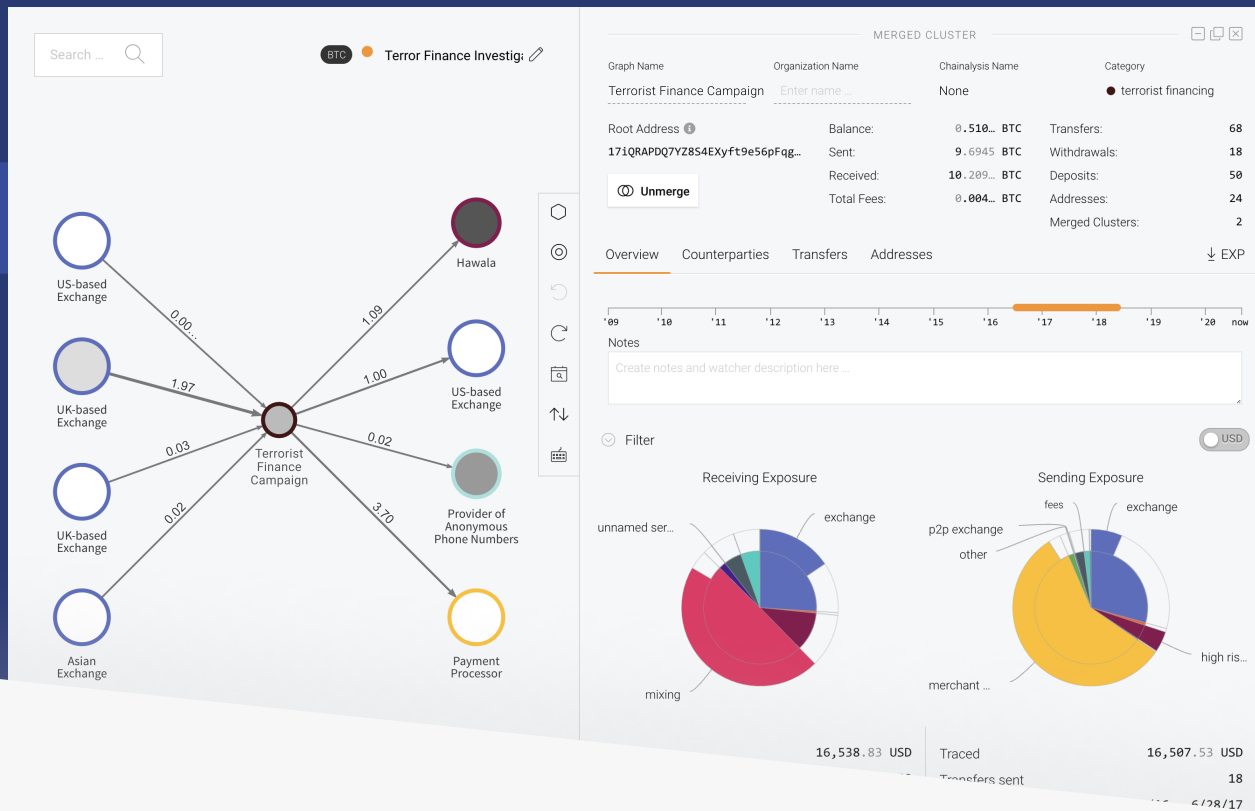 Search ...
BTC
Terror Finance Investig
US-based
Exchange
UK-based
Exchange
UK-based
Exchange
Asian
Exchange
0.00...
1.97
0.03
0.02
Terrorist
Finance
Campaign
1.09
1.00
0.02
3.70
Hawala
US-based
Exchange
Provider of
Anonymous
Phone Numbers
Payment
Processor
MERGED CLUSTER
Graph Name
Terrorist Finance Campaign
Organization Name
Enter name ...
Chainalysis Name
None
Category
terrorist financing
Root Address
17iQRAPDQ7YZ8S4EXyft9e56pFqg…
Unmerge
Balance: 0.510… BTC
Sent: 9.6945 BTC
Received: 10.209… BTC
Total Fees: 0.004… BTC
Transfers: 68
Withdrawals: 18
Deposits: 50
Addresses: 24
Merged Clusters: 2
Overview Counterparties Transfers Addresses
EXP
'09 '10 '11 '12 '13 '14 '15 '16 '17 '18 '19 '20 now
Notes
Create notes and watcher description here ...
Filter
USD
Receiving Exposure
unnamed ser...
exchange
mixing
Sending Exposure
fees
exchange
p2p exchange
other
high ris...
merchant ...
16,538.83 USD
Traced 16,507.53 USD
Transfers sent 18
6/28/17